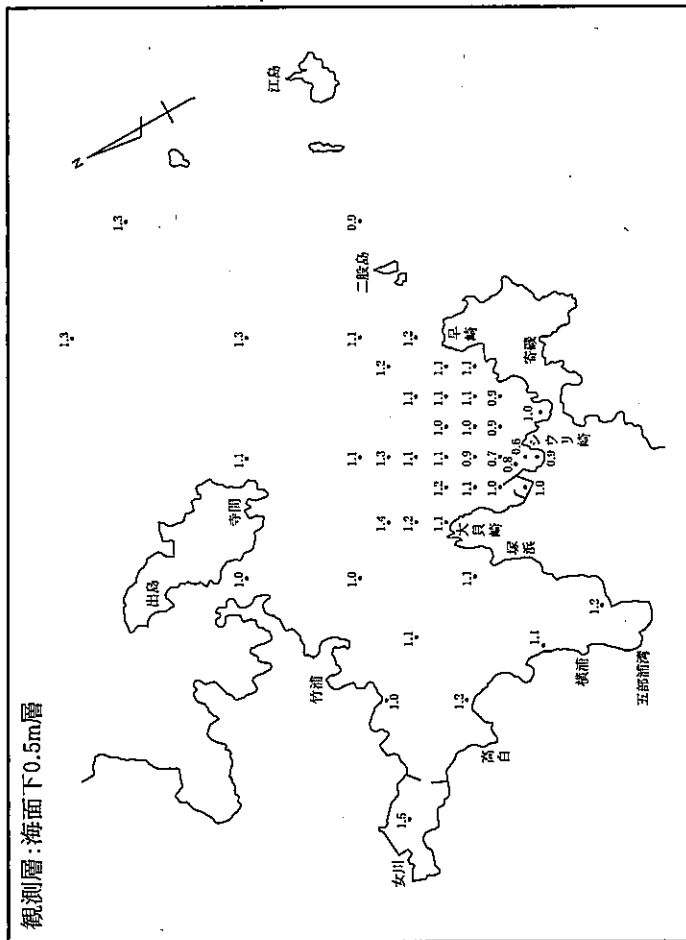 観測層:海面下0.5m層
1.3
N
1.3
出島
寺間
1.0 1.1 1.3
江島
竹浦
1.0 1.1 1.1 0.9
二股島
1.4 1.3 1.2
女川
1.0
1.5 1.1 1.2 1.1 1.1 1.2
1.1 1.2 1.1 1.0 1.1 1.1
早崎
大貝崎
1.2
1.1 1.1 0.9 1.0 1.1 1.1
高白
1.0 0.7 0.9 0.9
塚浜
0.8
0.6
寄磯
シウリ崎
1.1 1.0 1.0
0.9
横浦
1.2
五部浦湾